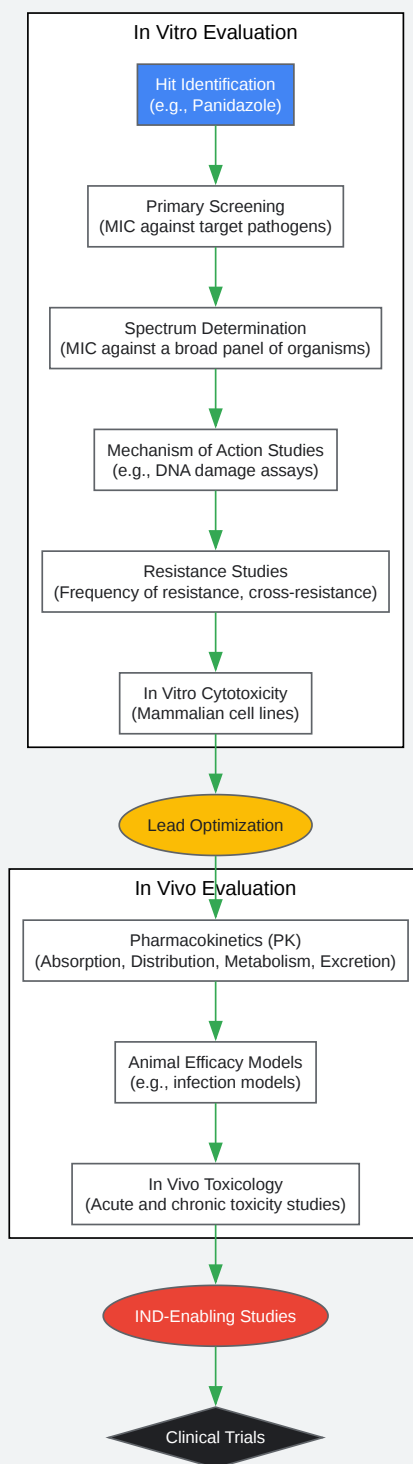 In Vitro Evaluation
Hit Identification
(e.g., Panidazole)
Primary Screening
(MIC against target pathogens)
Spectrum Determination
(MIC against a broad panel of organisms)
Mechanism of Action Studies
(e.g., DNA damage assays)
Resistance Studies
(Frequency of resistance, cross-resistance)
In Vitro Cytotoxicity
(Mammalian cell lines)
Lead Optimization
In Vivo Evaluation
Pharmacokinetics (PK)
(Absorption, Distribution, Metabolism, Excretion)
Animal Efficacy Models
(e.g., infection models)
In Vivo Toxicology
(Acute and chronic toxicity studies)
IND-Enabling Studies
Clinical Trials